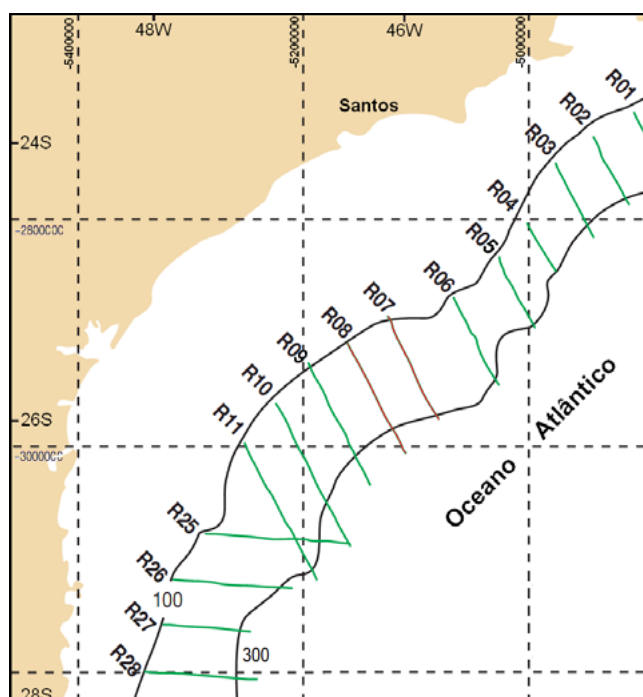 -5400000
48W
-5200000
46W
-5000000
R01
R02
Santos
R03
24S
R04
-2800000
R05
R06
R07
R08
R09
R10
Atlântico
R11
26S
-3000000
Oceano
R25
R26
100
R27
300
R28
28S